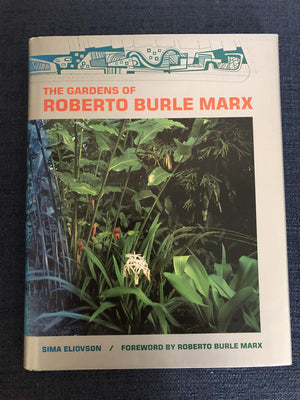 THE GARDENS OF
ROBERTO BURLE MARX
SIMA ELIOVSON / FOREWORD BY ROBERTO BURLE MARX